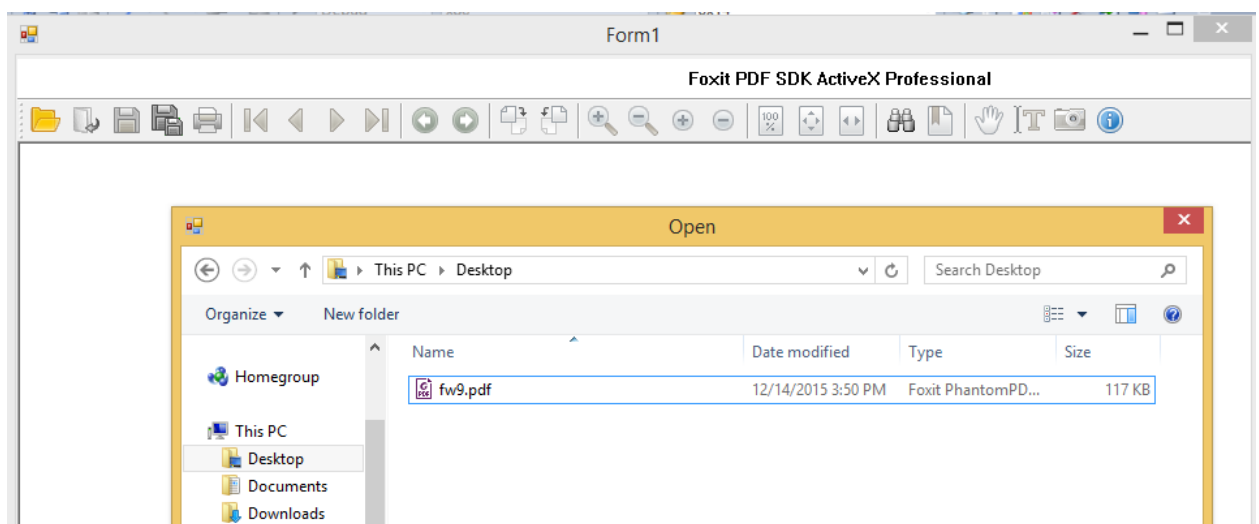 Form1
Foxit PDF SDK ActiveX Professional
100 %
T
Open
This PC Desktop
Search Desktop
Organize New folder
Name Date modified Type Size
Homegroup
fw9.pdf 12/14/2015 3:50 PM Foxit PhantomPD... 117 KB
This PC
Desktop
Documents
Downloads